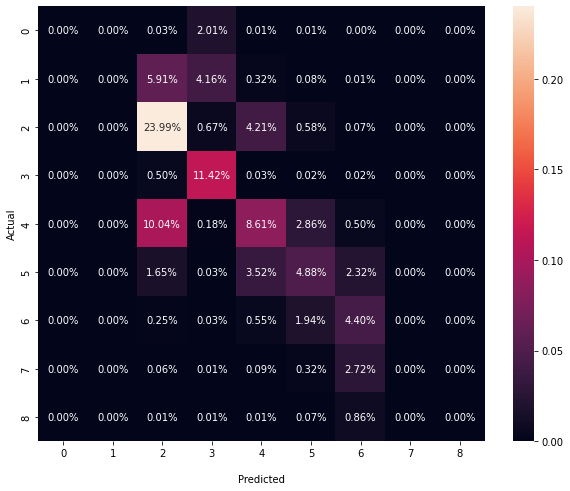 0 0.00% 0.00% 0.03% 2.01% 0.01% 0.01% 0.00% 0.00% 0.00%
1 0.00% 0.00% 5.91% 4.16% 0.32% 0.08% 0.01% 0.00% 0.00%
2 0.00% 0.00% 23.99% 0.67% 4.21% 0.58% 0.07% 0.00% 0.00%
3 0.00% 0.00% 0.50% 11.42% 0.03% 0.02% 0.02% 0.00% 0.00%
4 0.00% 0.00% 10.04% 0.18% 8.61% 2.86% 0.50% 0.00% 0.00%
5 0.00% 0.00% 1.65% 0.03% 3.52% 4.88% 2.32% 0.00% 0.00%
6 0.00% 0.00% 0.25% 0.03% 0.55% 1.94% 4.40% 0.00% 0.00%
7 0.00% 0.00% 0.06% 0.01% 0.09% 0.32% 2.72% 0.00% 0.00%
8 0.00% 0.00% 0.01% 0.01% 0.01% 0.07% 0.86% 0.00% 0.00%
0 1 2 3 4 5 6 7 8
Actual
Predicted
0.20
0.15
0.10
0.05
0.00